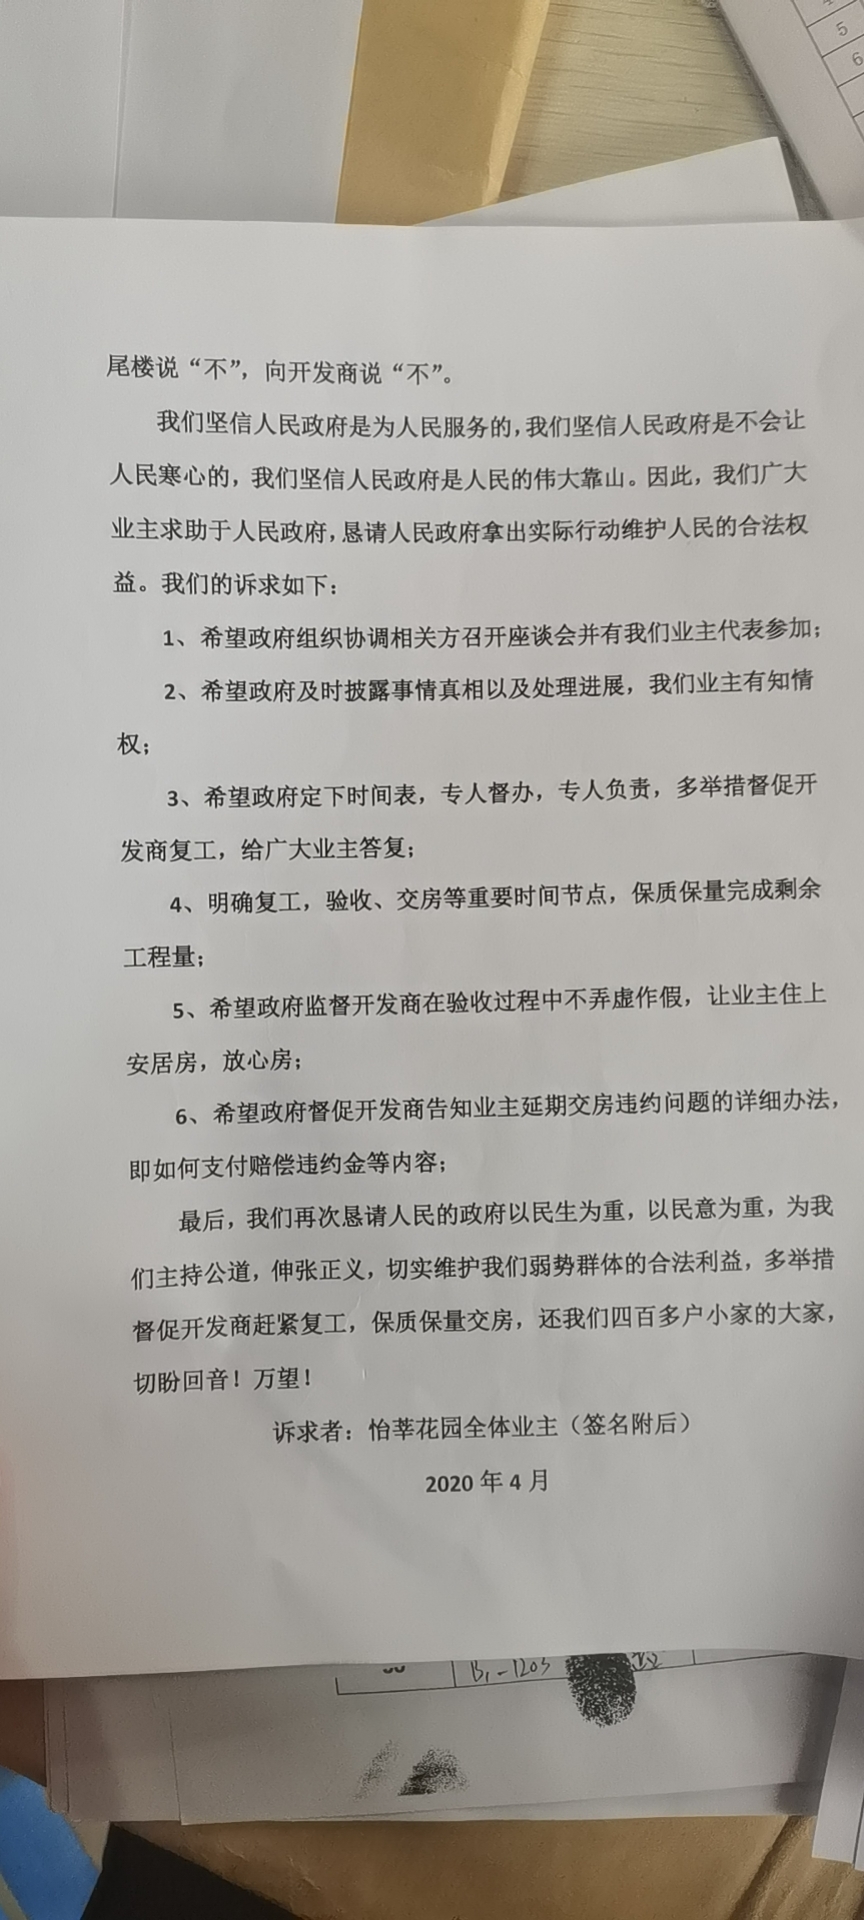 5
6
尾楼说“不”，向开发商说“不”。
我们坚信人民政府是为人民服务的，我们坚信人民政府是不会让
人民寒心的，我们坚信人民政府是人民的伟大靠山。因此，我们广大
业主求助于人民政府，恳请人民政府拿出实际行动维护人民的合法权
益。我们的诉求如下：
1、希望政府组织协调相关方召开座谈会并有我们业主代表参加；
2、希望政府及时披露事情真相以及处理进展，我们业主有知情
权；
3、希望政府定下时间表，专人督办，专人负责，多举措督促开
发商复工，给广大业主答复；
4、明确复工，验收、交房等重要时间节点，保质保量完成剩余
工程量；
5、希望政府监督开发商在验收过程中不弄虚作假，让业主住上
安居房，放心房；
6、希望政府督促开发商告知业主延期交房违约问题的详细办法，
即如何支付赔偿违约金等内容；
最后，我们再次恳请人民的政府以民生为重，以民意为重，为我
们主持公道，伸张正义，切实维护我们弱势群体的合法利益，多举措
督促开发商赶紧复工，保质保量交房，还我们四百多户小家的大家，
切盼回音！万望！
诉求者：怡莘花园全体业主（签名附后）
2020 年 4 月
B1-1203